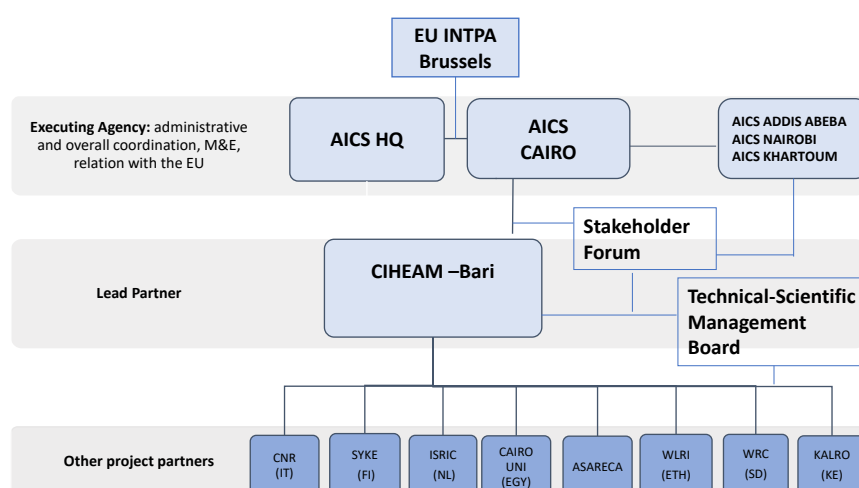 EU INTPA
Brussels
Executing Agency: administrative
and overall coordination, M&E,
relation with the EU
AICS HQ
AICS
CAIRO
AICS ADDIS ABEBA
AICS NAIROBI
AICS KHARTOUM
Stakeholder
Forum
Lead Partner
CIHEAM –Bari
Technical-Scientific
Management
Board
Other project partners
CNR
(IT)
SYKE
(FI)
ISRIC
(NL)
CAIRO
UNI
(EGY)
ASARECA
WLRI
(ETH)
WRC
(SD)
KALRO
(KE)